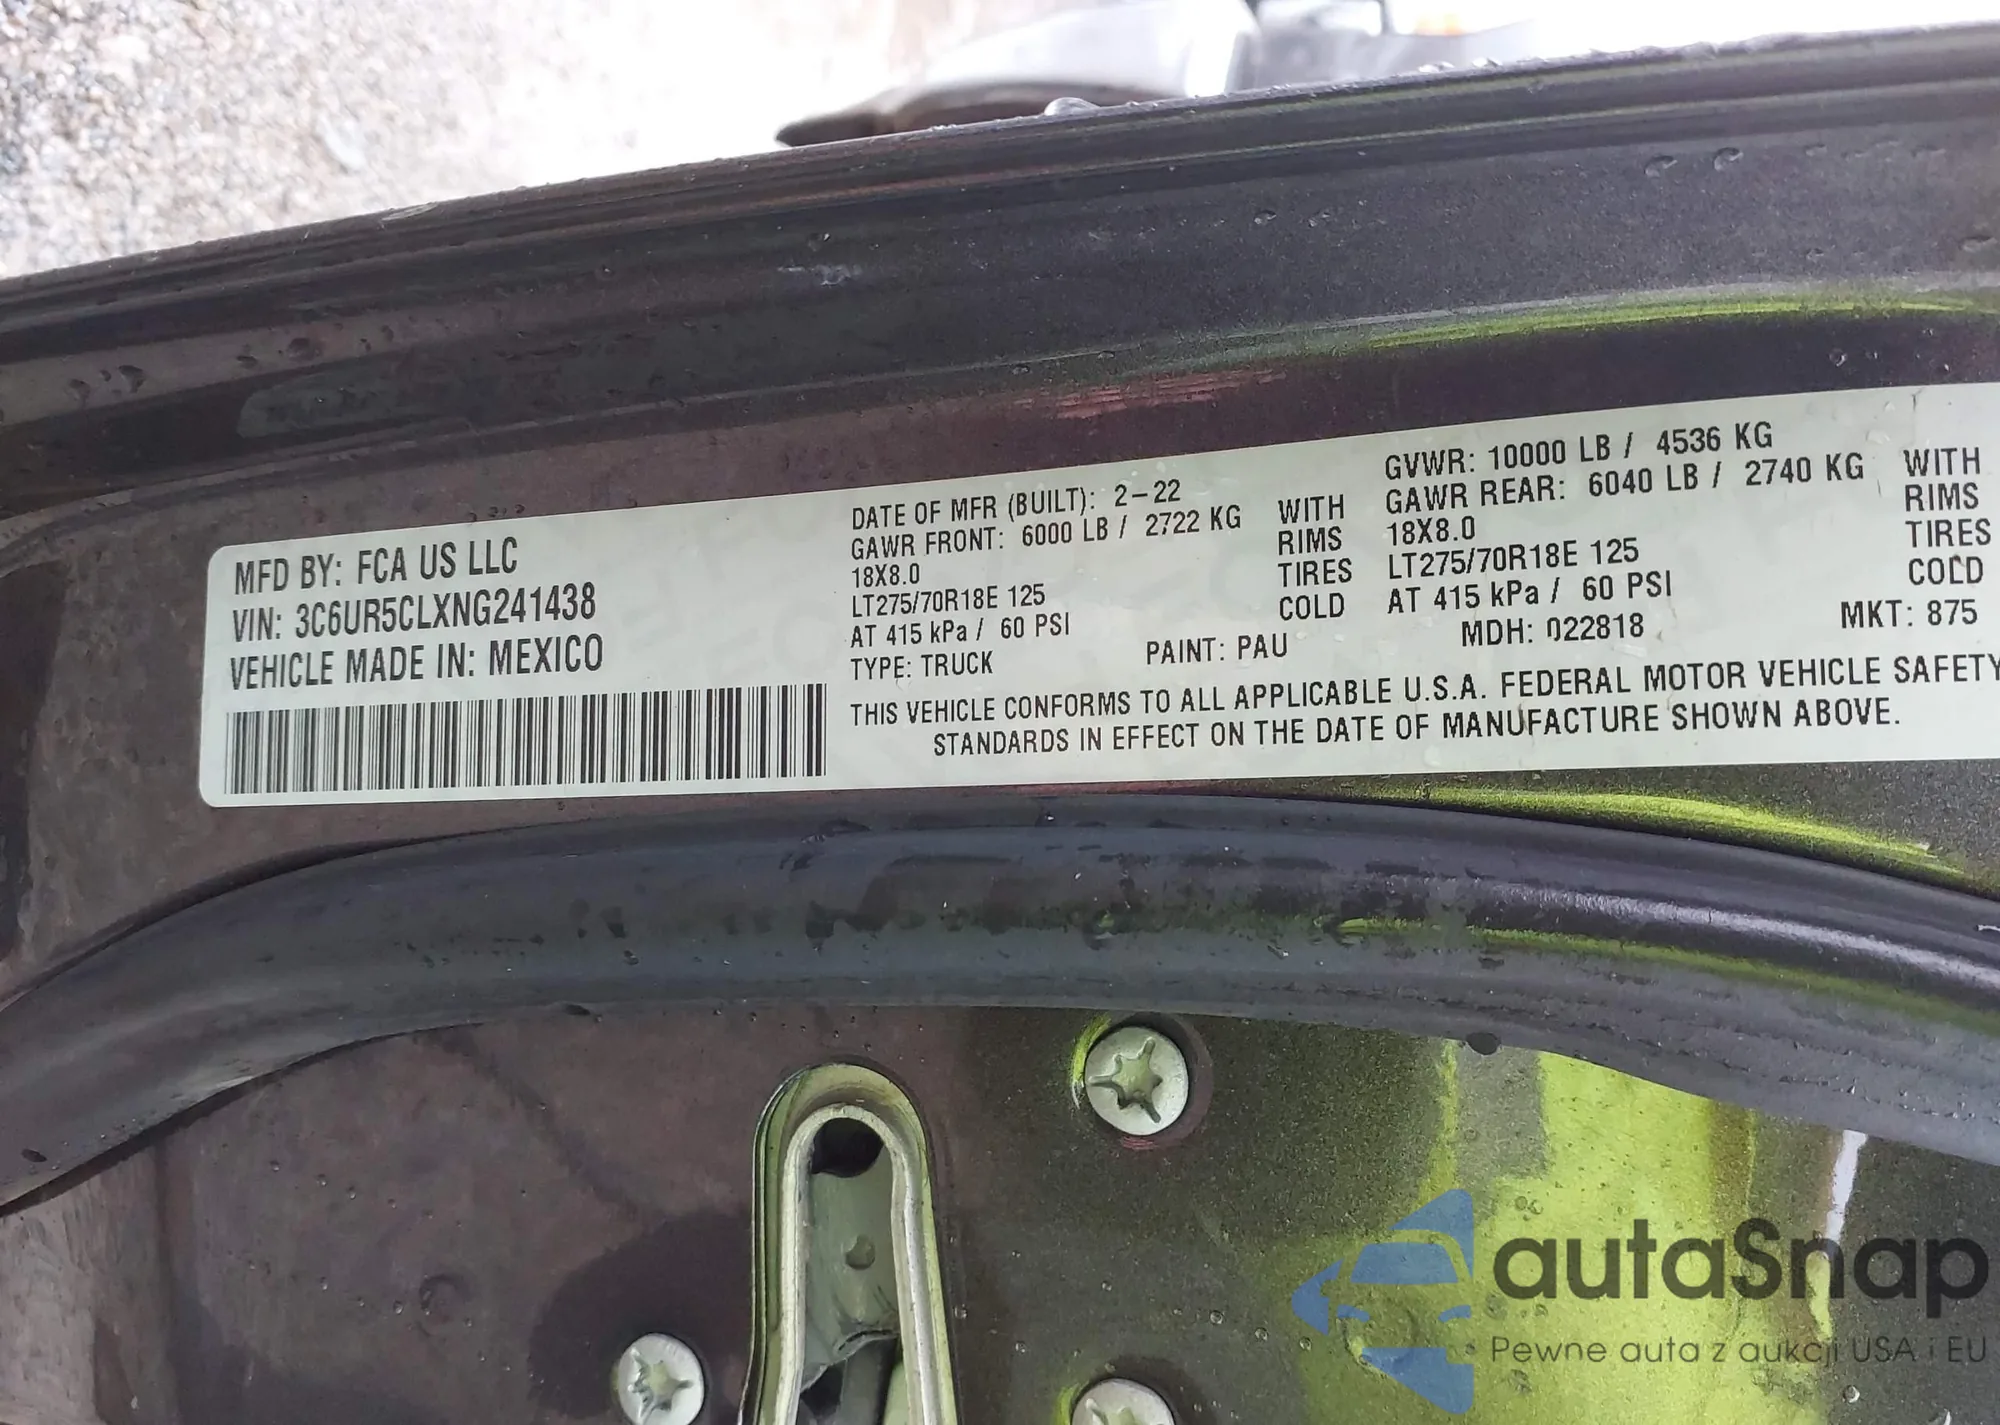 MFD BY: FCA US LLC
VIN: 3C6UR5CLXNG241438
VEHICLE MADE IN: MEXICO
DATE OF MFR (BUILT): 2-22
GAWR FRONT: 6000 LB / 2722 KG WITH
18X8.0 RIMS
LT275/70R18E 125 TIRES
AT 415 kPa / 60 PSI COLD
TYPE: TRUCK PAINT: PAU
GVWR: 10000 LB / 4536 KG
GAWR REAR: 6040 LB / 2740 KG WITH
18X8.0 RIMS
LT275/70R18E 125 TIRES
AT 415 kPa / 60 PSI COLD
MDH: 022818 MKT: 875
THIS VEHICLE CONFORMS TO ALL APPLICABLE U.S.A. FEDERAL MOTOR VEHICLE SAFETY
STANDARDS IN EFFECT ON THE DATE OF MANUFACTURE SHOWN ABOVE.
autaSnap
Pewne auta z aukcji USA i EU